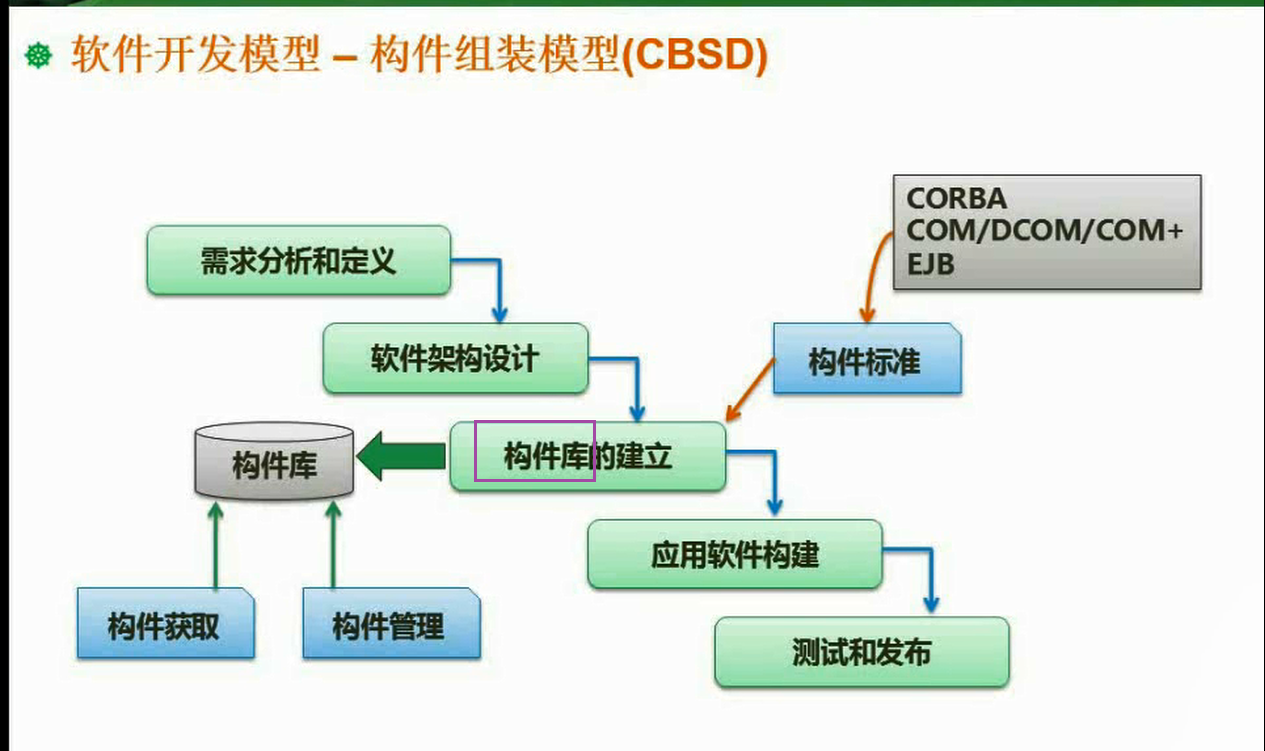 软件开发模型 – 构件组装模型(CBSD)
CORBA
COM/DCOM/COM+
EJB
需求分析和定义
软件架构设计
构件标准
构件库
构件库的建立
应用软件构建
构件获取
构件管理
测试和发布